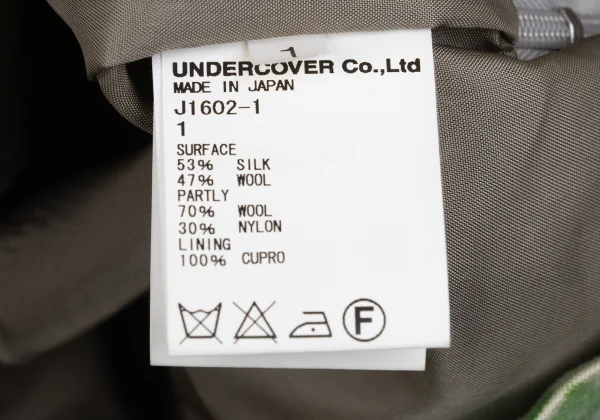 1
UNDERCOVER Co.,Ltd
MADE IN JAPAN
J1602-1
1
SURFACE
53% SILK
47% WOOL
PARTLY
70% WOOL
30% NYLON
LINING
100% CUPRO
F